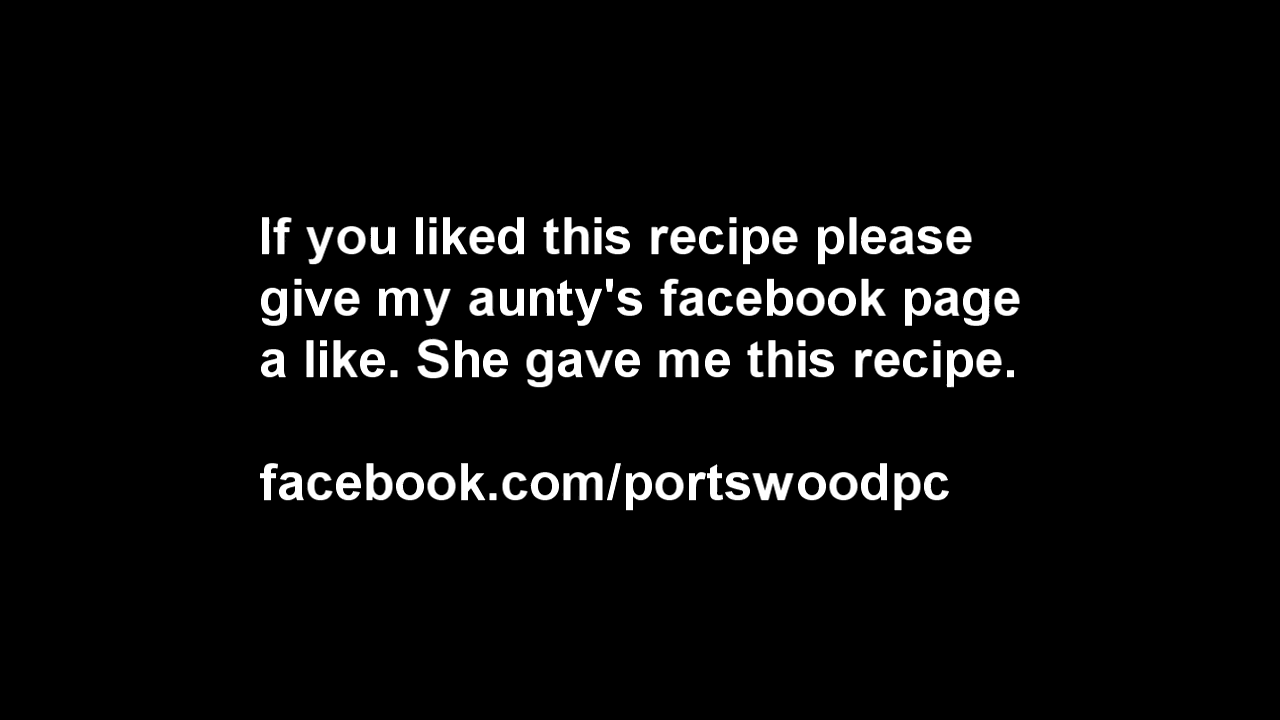 If you liked this recipe please
give my aunty's facebook page
a like. She gave me this recipe.
facebook.com/portswoodpc